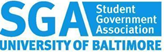 SGA
Student
Government
Association
UNIVERSITY OF BALTIMORE